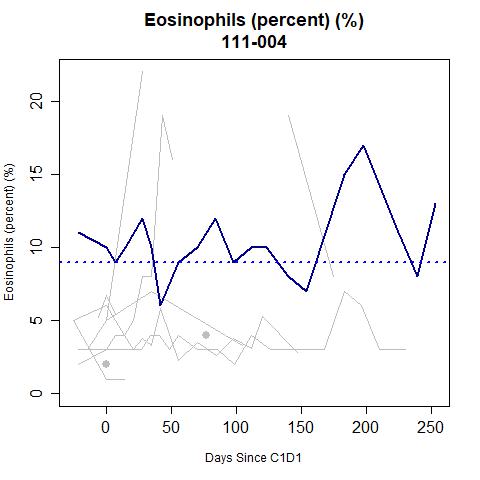 Eosinophils (percent) (%)
111-004
Eosinophils (percent) (%)
20
15
10
5
0
0 50 100 150 200 250
Days Since C1D1